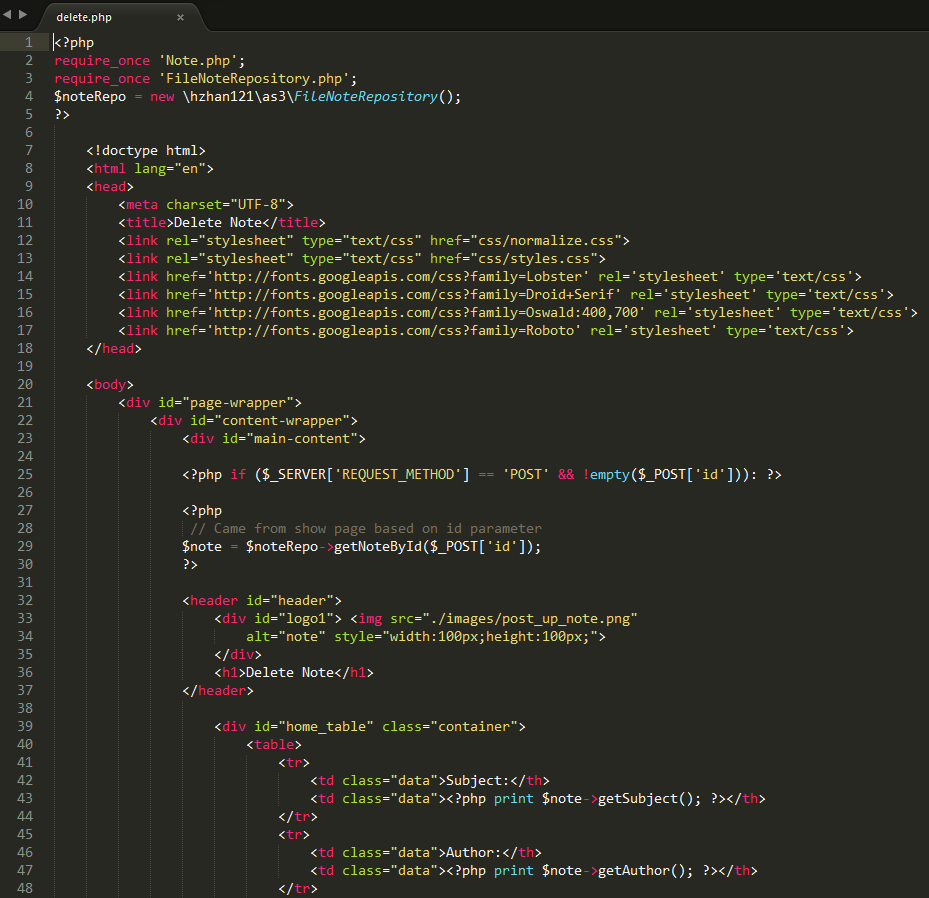 delete.php ×
1 <?php
2 require_once 'Note.php';
3 require_once 'FileNoteRepository.php';
4 $noteRepo = new \hzhan121\as3\FileNoteRepository();
5 ?>
6
7 <!doctype html>
8 <html lang="en">
9 <head>
10 <meta charset="UTF-8">
11 <title>Delete Note</title>
12 <link rel="stylesheet" type="text/css" href="css/normalize.css">
13 <link rel="stylesheet" type="text/css" href="css/styles.css">
14 <link href='http://fonts.googleapis.com/css?family=Lobster' rel='stylesheet' type='text/css'>
15 <link href='http://fonts.googleapis.com/css?family=Droid+Serif' rel='stylesheet' type='text/css'>
16 <link href='http://fonts.googleapis.com/css?family=Oswald:400,700' rel='stylesheet' type='text/css'>
17 <link href='http://fonts.googleapis.com/css?family=Roboto' rel='stylesheet' type='text/css'>
18 </head>
19
20 <body>
21 <div id="page-wrapper">
22 <div id="content-wrapper">
23 <div id="main-content">
24
25 <?php if ($_SERVER['REQUEST_METHOD'] == 'POST' && !empty($_POST['id'])): ?>
26
27 <?php
28 // Came from show page based on id parameter
29 $note = $noteRepo->getNoteById($_POST['id']);
30 ?>
31
32 <header id="header">
33 <div id="logo1"> <img src="./images/post_up_note.png"
34 alt="note" style="width:100px;height:100px;">
35 </div>
36 <h1>Delete Note</h1>
37 </header>
38
39 <div id="home_table" class="container">
40 <table>
41 <tr>
42 <td class="data">Subject:</th>
43 <td class="data"><?php print $note->getSubject(); ?></th>
44 </tr>
45 <tr>
46 <td class="data">Author:</th>
47 <td class="data"><?php print $note->getAuthor(); ?></th>
48 </tr>